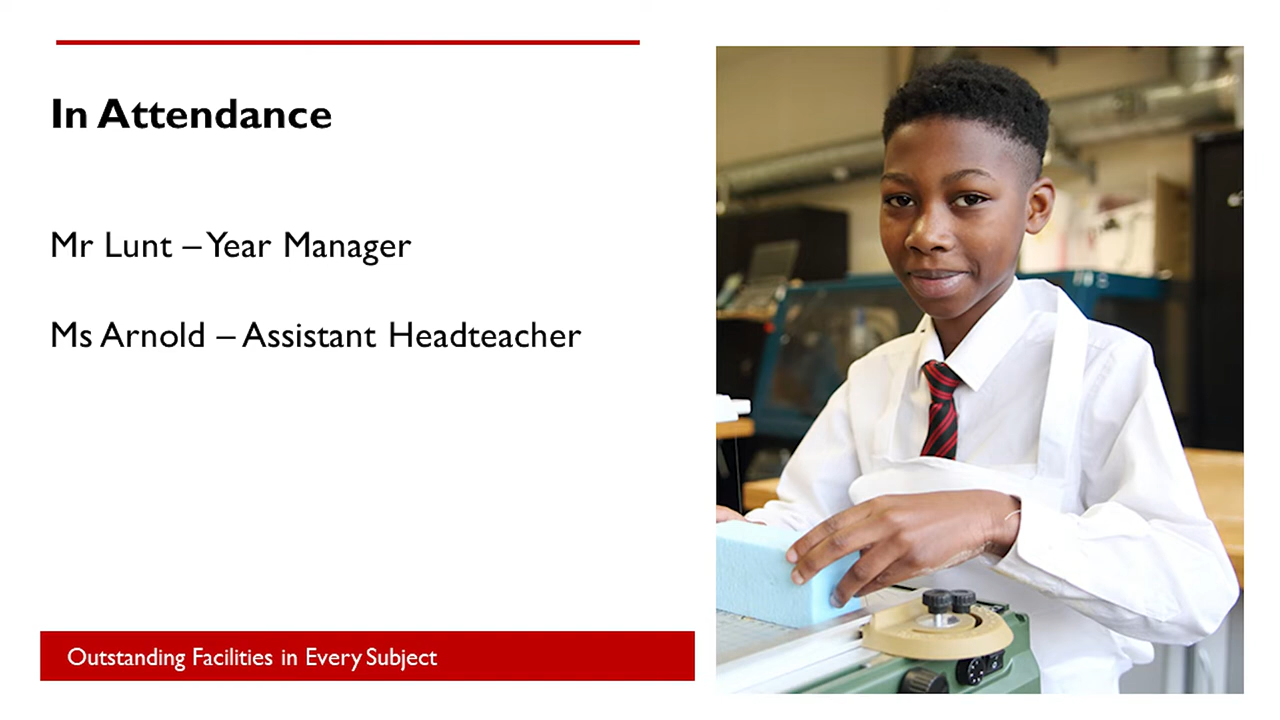 In Attendance
Mr Lunt – Year Manager
Ms Arnold – Assistant Headteacher
Outstanding Facilities in Every Subject